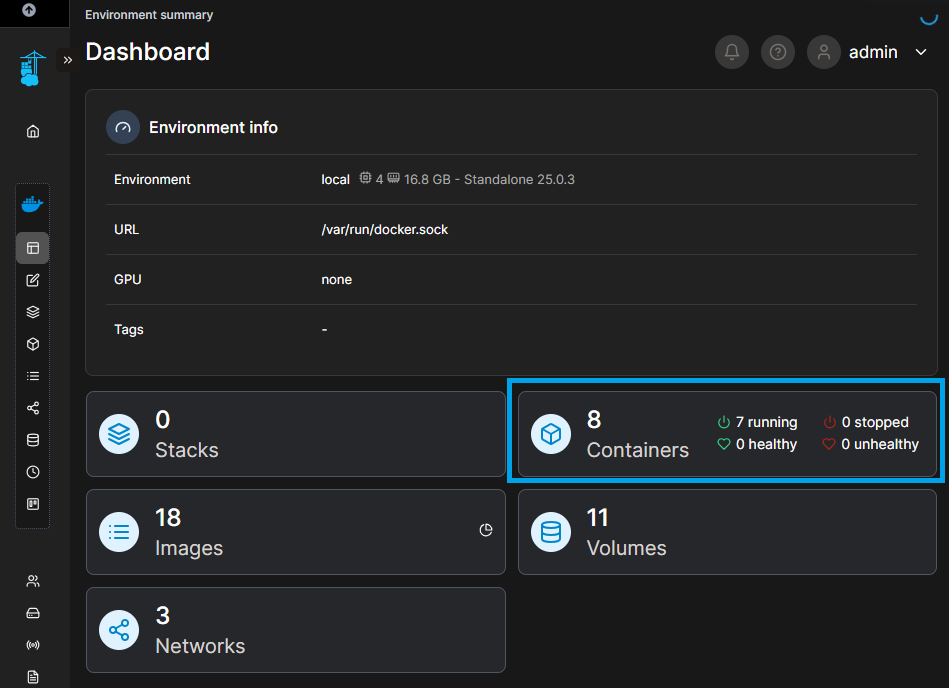 Environment summary
Dashboard
admin
Environment info
Environment local 4 16.8 GB - Standalone 25.0.3
URL /var/run/docker.sock
GPU none
Tags -
0
Stacks
8
Containers
7 running 0 stopped
0 healthy 0 unhealthy
18
Images
11
Volumes
3
Networks